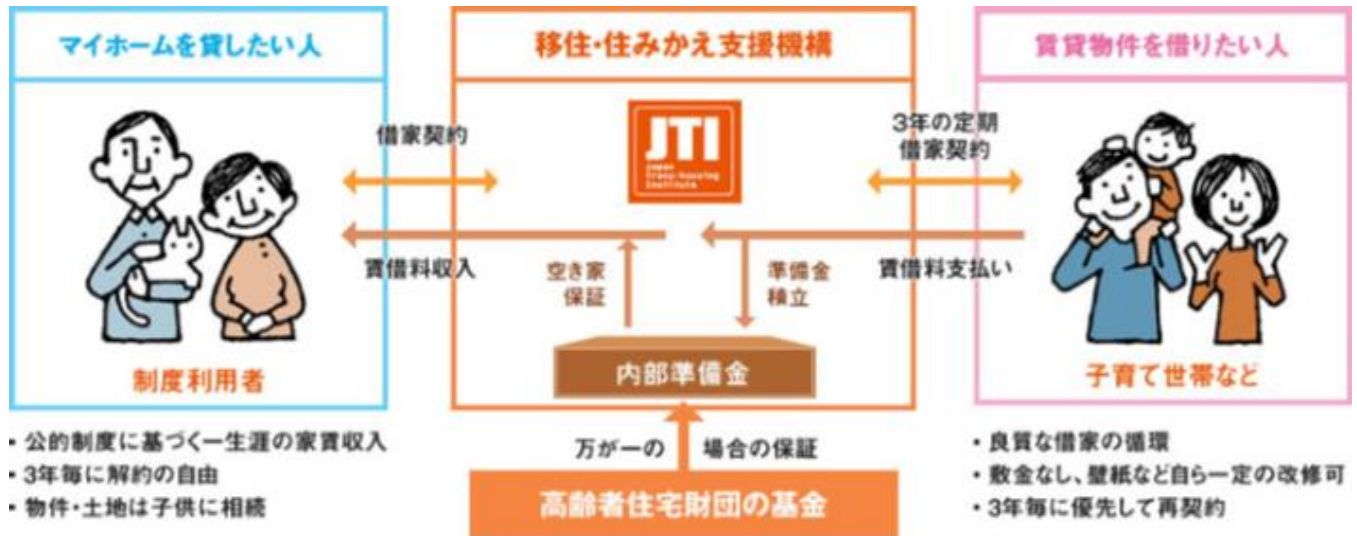 マイホームを貸したい人
移住・住みかえ支援機構
賃貸物件を借りたい人
借家契約
JTI
Japan
Trans-housing
Institute
3年の定期
借家契約
賃借料収入
空き家
保証
準備金
積立
賃借料支払い
内部準備金
制度利用者
子育て世帯など
・公的制度に基づく一生涯の家賃収入
・3年毎に解約の自由
・物件・土地は子供に相続
万が一の 場合の保証
高齢者住宅財団の基金
・良質な借家の循環
・敷金なし、壁紙など自ら一定の改修可
・3年毎に優先して再契約